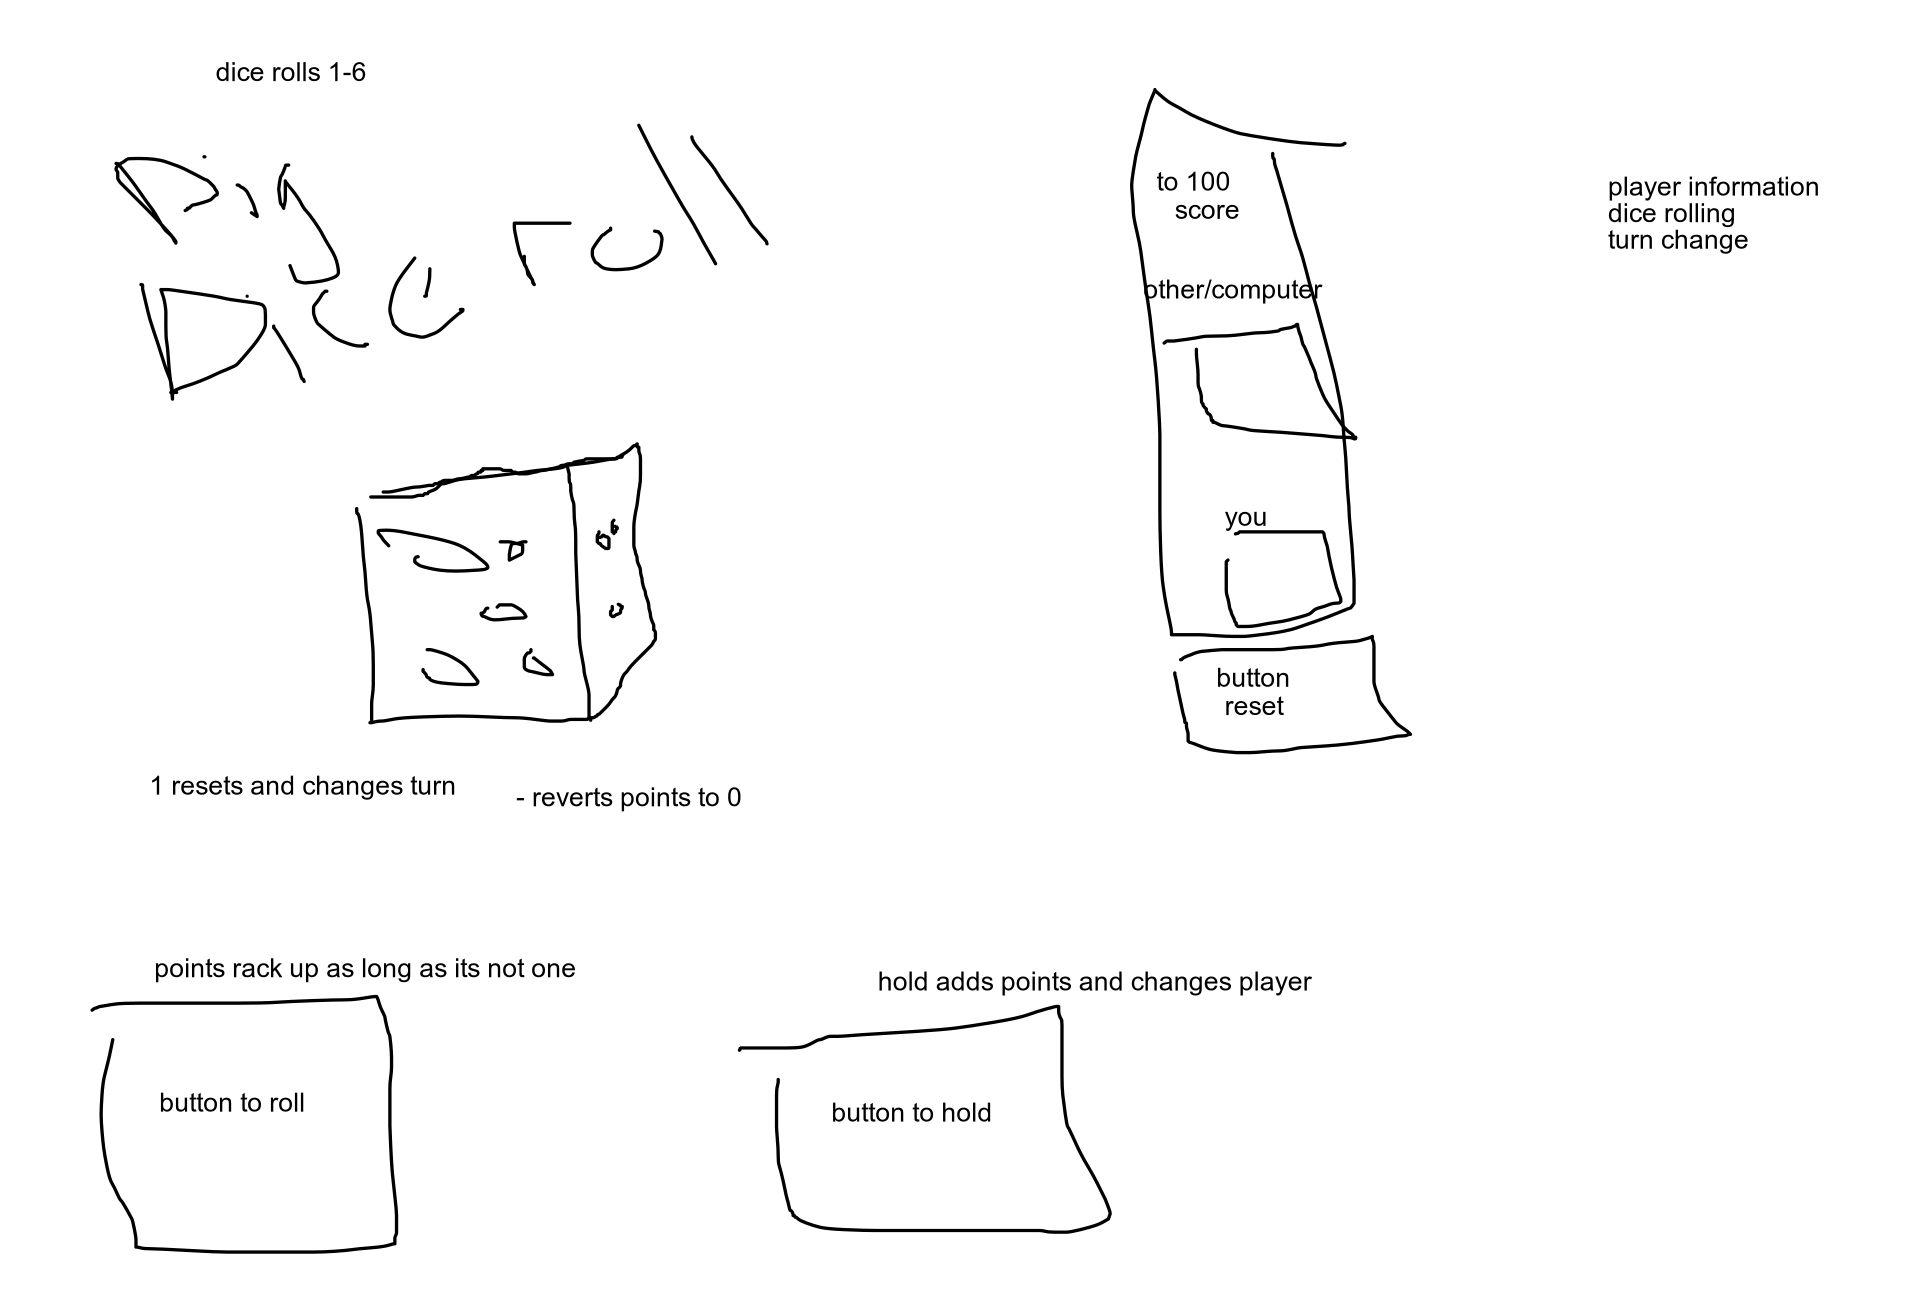 dice rolls 1-6
Pig
Dice roll
1 resets and changes turn
- reverts points to 0
points rack up as long as its not one
button to roll
hold adds points and changes player
button to hold
to 100
score
other/computer
you
button
reset
player information
dice rolling
turn change